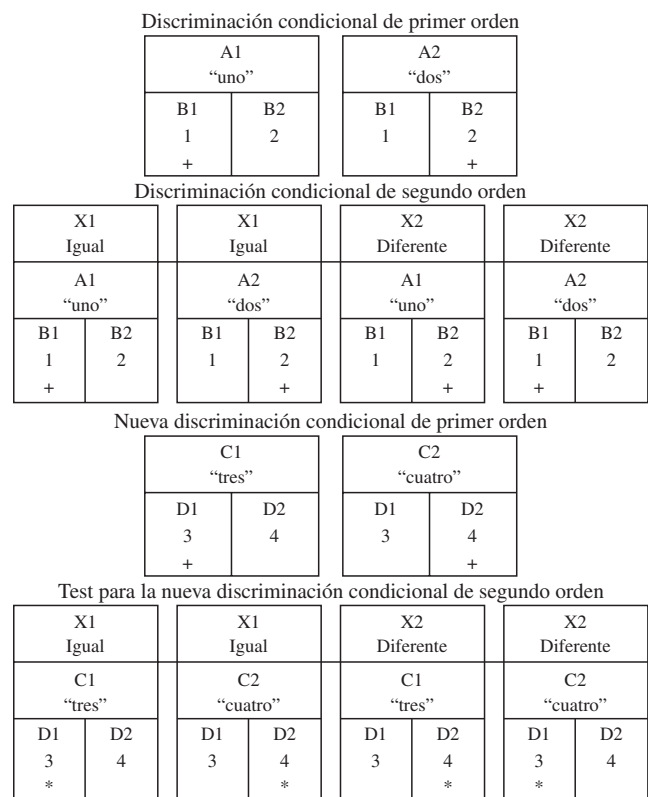 Discriminación condicional de primer orden
A1 A2
“uno” “dos”
B1 B2 B1 B2
1 2 1 2
+ +
Discriminación condicional de segundo orden
X1 X1 X2 X2
Igual Igual Diferente Diferente
A1 A2 A1 A2
“uno” “dos” “uno” “dos”
B1 B2 B1 B2 B1 B2 B1 B2
1 2 1 2 1 2 1 2
+ + + +
Nueva discriminación condicional de primer orden
C1 C2
“tres” “cuatro”
D1 D2 D1 D2
3 4 3 4
+ +
Test para la nueva discriminación condicional de segundo orden
X1 X1 X2 X2
Igual Igual Diferente Diferente
C1 C2 C1 C2
“tres” “cuatro” “tres” “cuatro”
D1 D2 D1 D2 D1 D2 D1 D2
3 4 3 4 3 4 3 4
* * * *